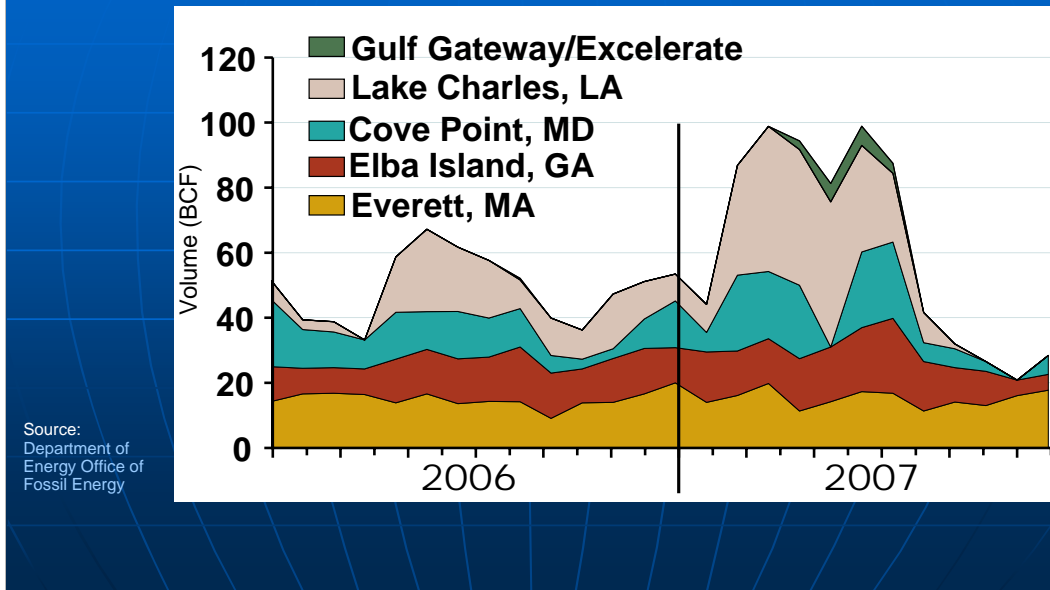 Gulf Gateway/Excelerate
Lake Charles, LA
Cove Point, MD
Elba Island, GA
Everett, MA
Volume (BCF)
120
100
80
60
40
20
0
2006
2007
Source:
Department of
Energy Office of
Fossil Energy